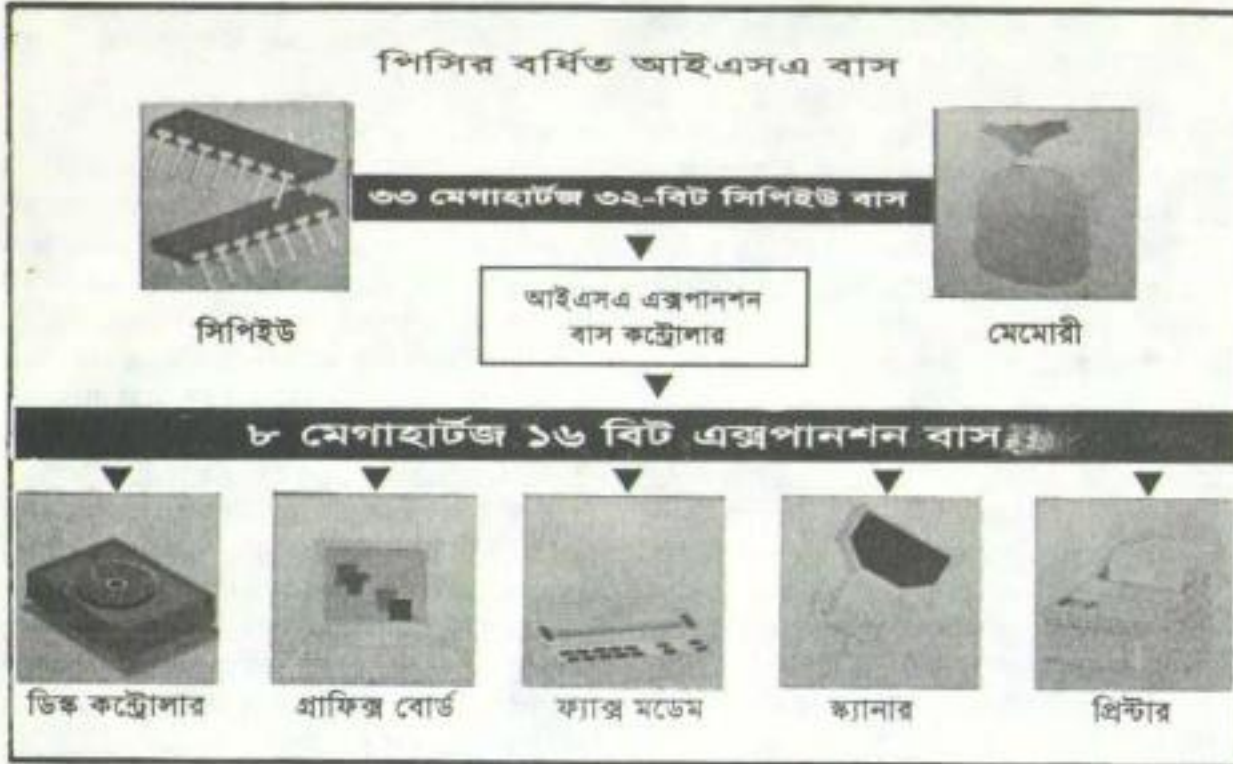 পিসির বর্ধিত আইএসএ বাস
৩৩ মেগাহার্টজ ৩২-বিট সিপিইউ বাস
আইএসএ এক্সপানশন
বাস কন্ট্রোলার
সিপিইউ
মেমোরী
৮ মেগাহার্টজ ১৬ বিট এক্সপানশন বাস
ডিস্ক কন্ট্রোলার
গ্রাফিক্স বোর্ড
ফ্যাক্স মডেম
স্ক্যানার
প্রিন্টার